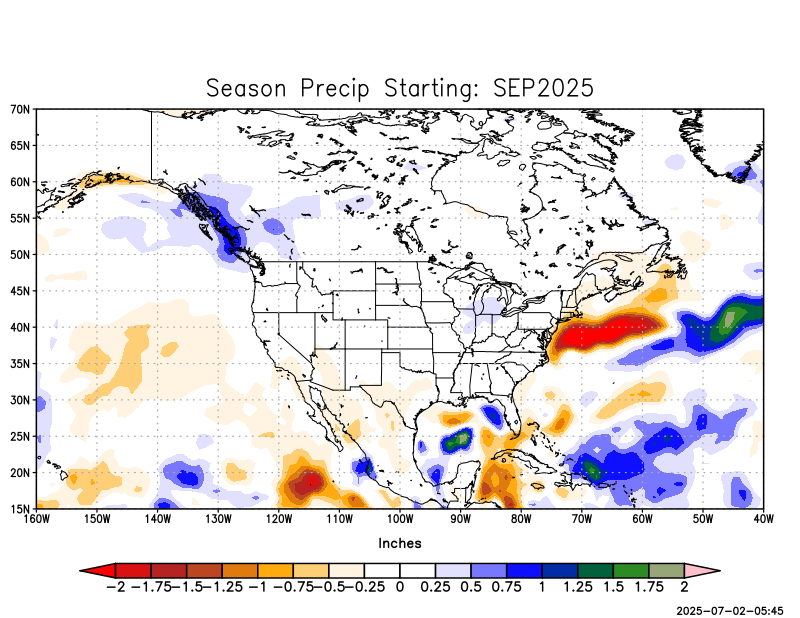 Season Precip Starting: SEP2025
70N
65N
60N
55N
50N
45N
40N
35N
30N
25N
20N
15N
160W 150W 140W 130W 120W 110W 100W 90W 80W 70W 60W 50W 40W
Inches
-2 -1.75 -1.5 -1.25 -1 -0.75 -0.5 -0.25 0 0.25 0.5 0.75 1 1.25 1.5 1.75 2
2025-07-02-05:45